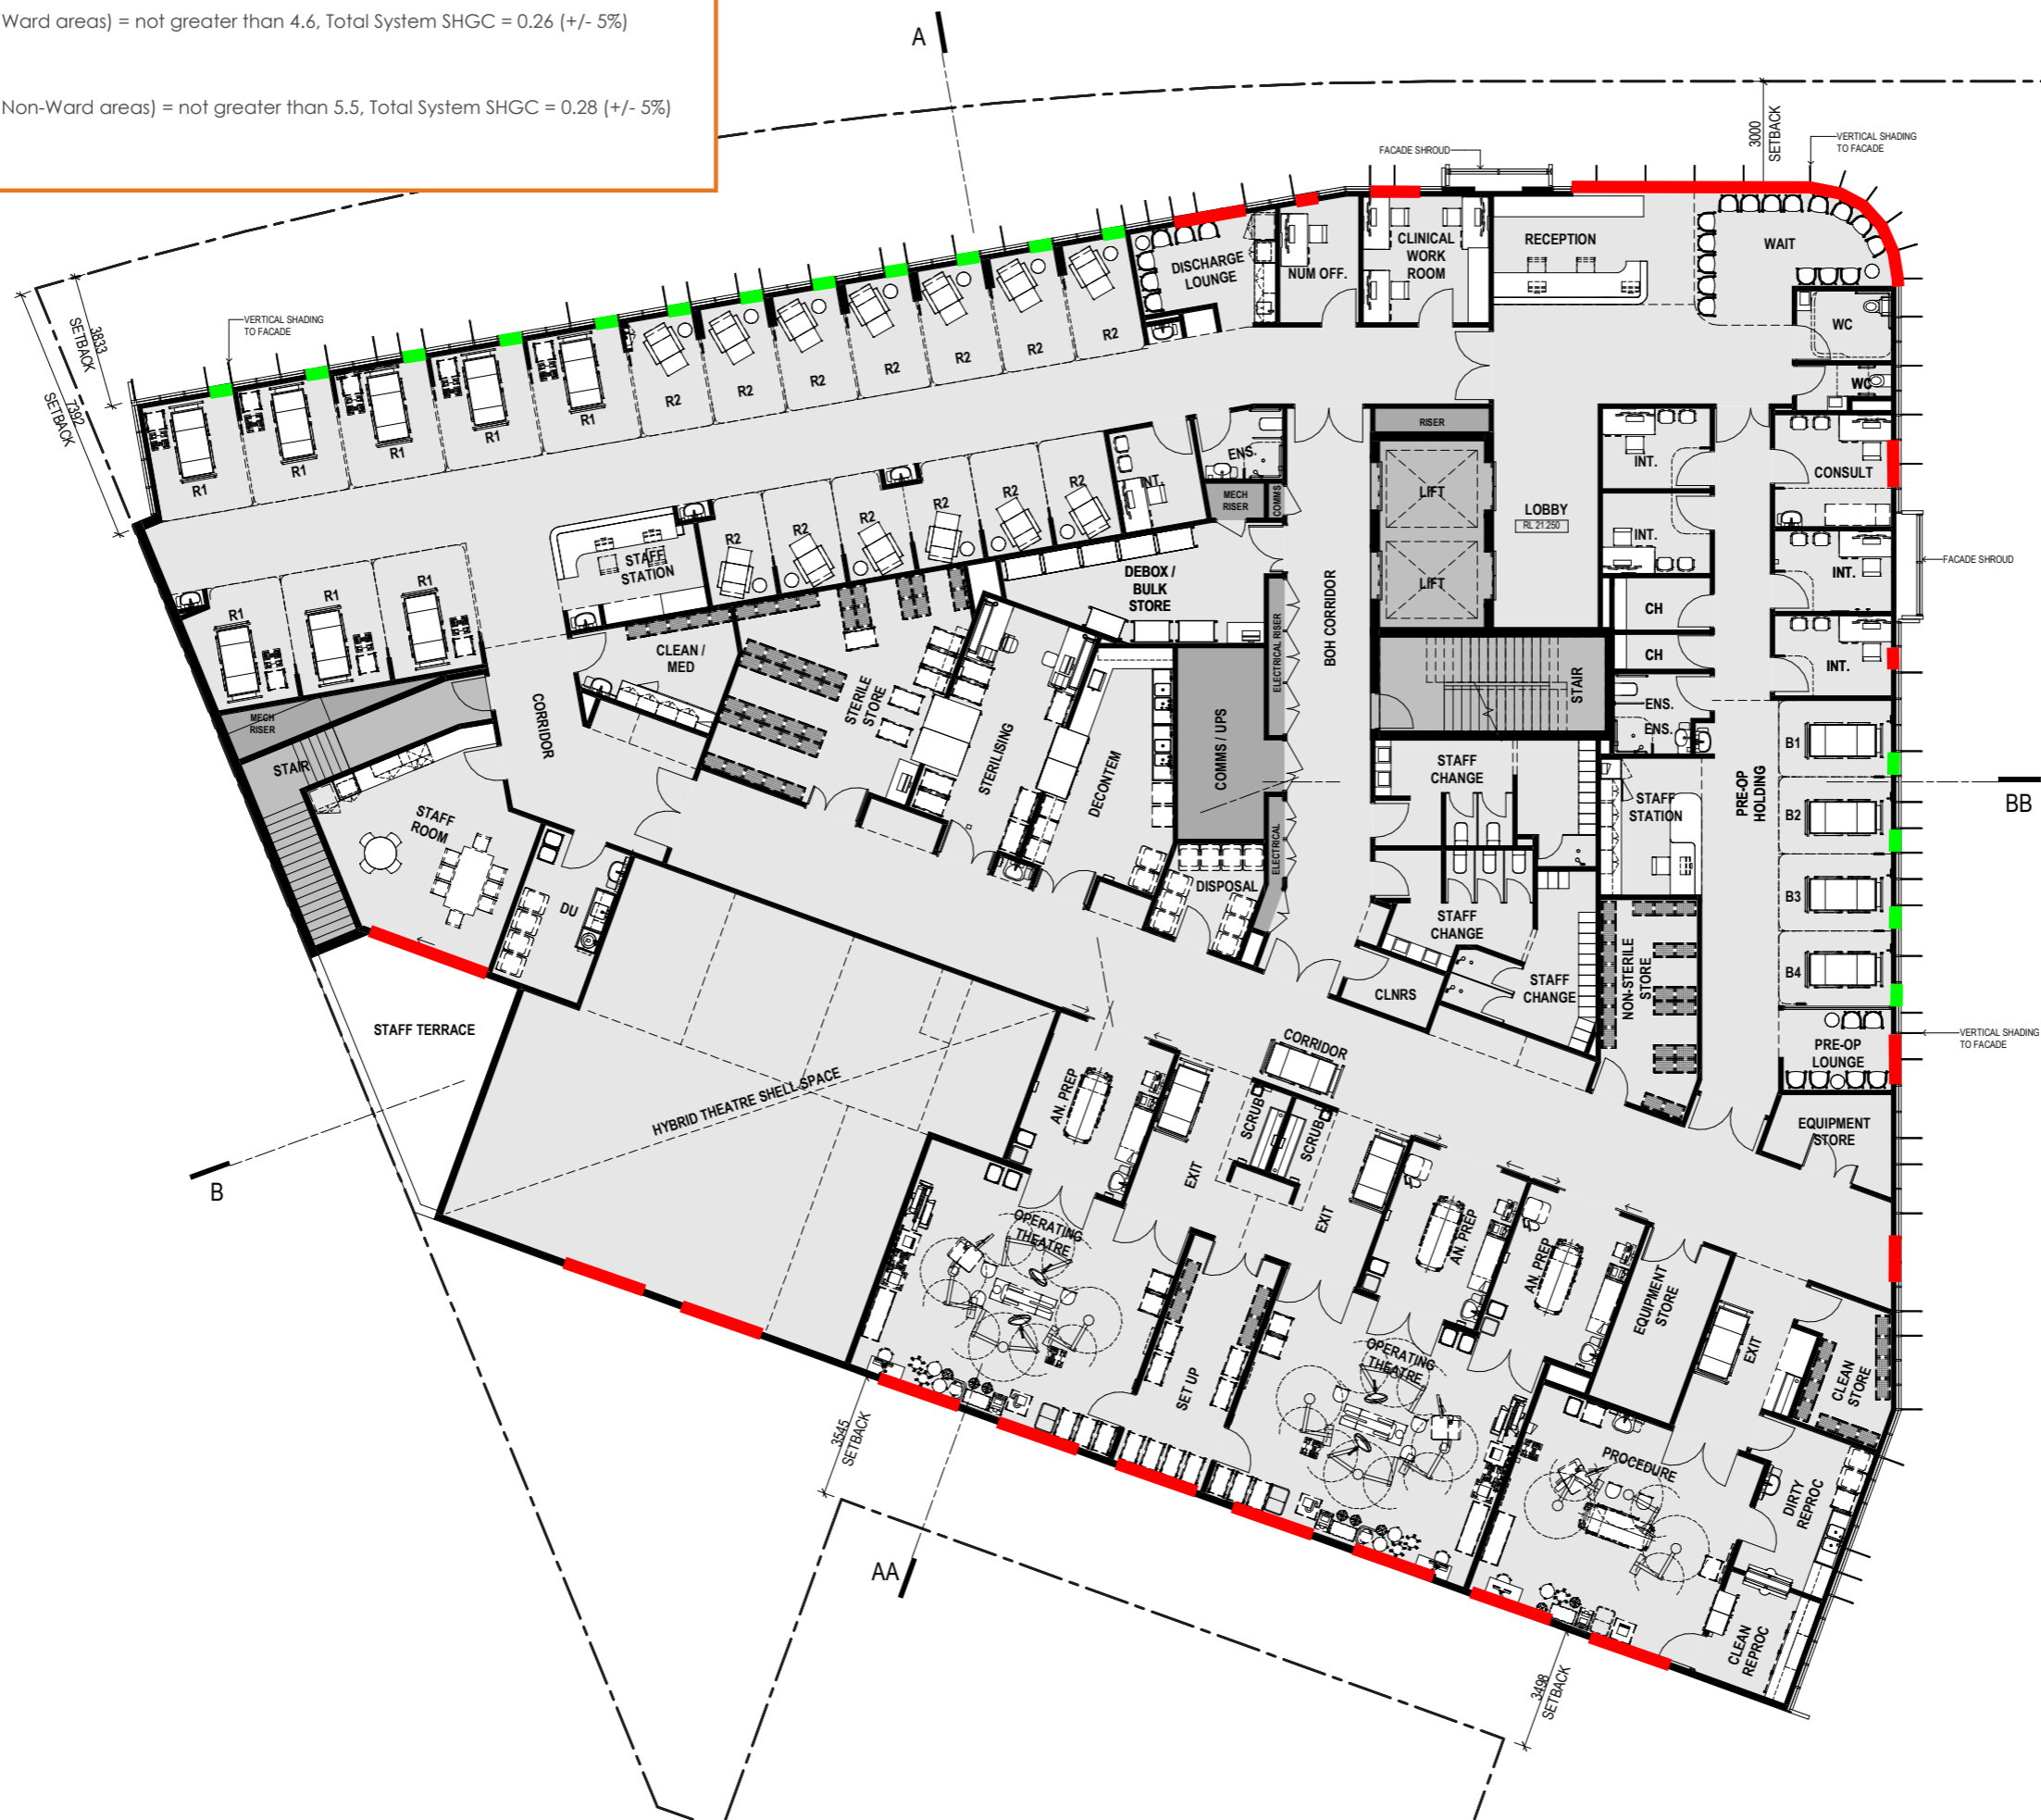 Ward areas) = not greater than 4.6, Total System SHGC = 0.26 (+/- 5%)
Non-Ward areas) = not greater than 5.5, Total System SHGC = 0.28 (+/- 5%)
A
3000
SETBACK
VERTICAL SHADING
TO FACADE
FACADE SHROUD
3833
SETBACK
7392
SETBACK
VERTICAL SHADING
TO FACADE
DISCHARGE
LOUNGE
NUM OFF.
CLINICAL
WORK
ROOM
RECEPTION
WAIT
WC
WC
R1
R1
R1
R1
R1
R2
R2
R2
R2
R2
R2
R2
RISER
ENS.
INT.
MECH
RISER
COMMS
LIFT
LIFT
LOBBY
RL 21.250
INT.
INT.
CONSULT
INT.
INT.
CH
CH
FACADE SHROUD
R2
R2
R2
R2
R2
R2
STAFF
STATION
R1
R1
R1
DEBOX /
BULK
STORE
BOH CORRIDOR
ELECTRICAL RISER
STAIR
ENS.
ENS.
CLEAN /
MED
STERILE
STORE
STERILISING
DECONTEM
COMMS / UPS
ELECTRICAL
DISPOSAL
MECH
RISER
STAIR
CORRIDOR
STAFF
ROOM
DU
STAFF TERRACE
STAFF
CHANGE
STAFF
CHANGE
STAFF
CHANGE
CLNRS
STAFF
STATION
NON-STERILE
STORE
PRE-OP
HOLDING
B1
B2
B3
B4
BB
PRE-OP
LOUNGE
VERTICAL SHADING
TO FACADE
EQUIPMENT
STORE
HYBRID THEATRE SHELL SPACE
B
AN. PREP
CORRIDOR
SCRUB
SCRUB
EXIT
EXIT
OPERATING
THEATRE
SET UP
AN. PREP
AN. PREP
OPERATING
THEATRE
EQUIPMENT
STORE
EXIT
CLEAN
STORE
PROCEDURE
DIRTY
REPROC
CLEAN
REPROC
3545
SETBACK
AA
3498
SETBACK